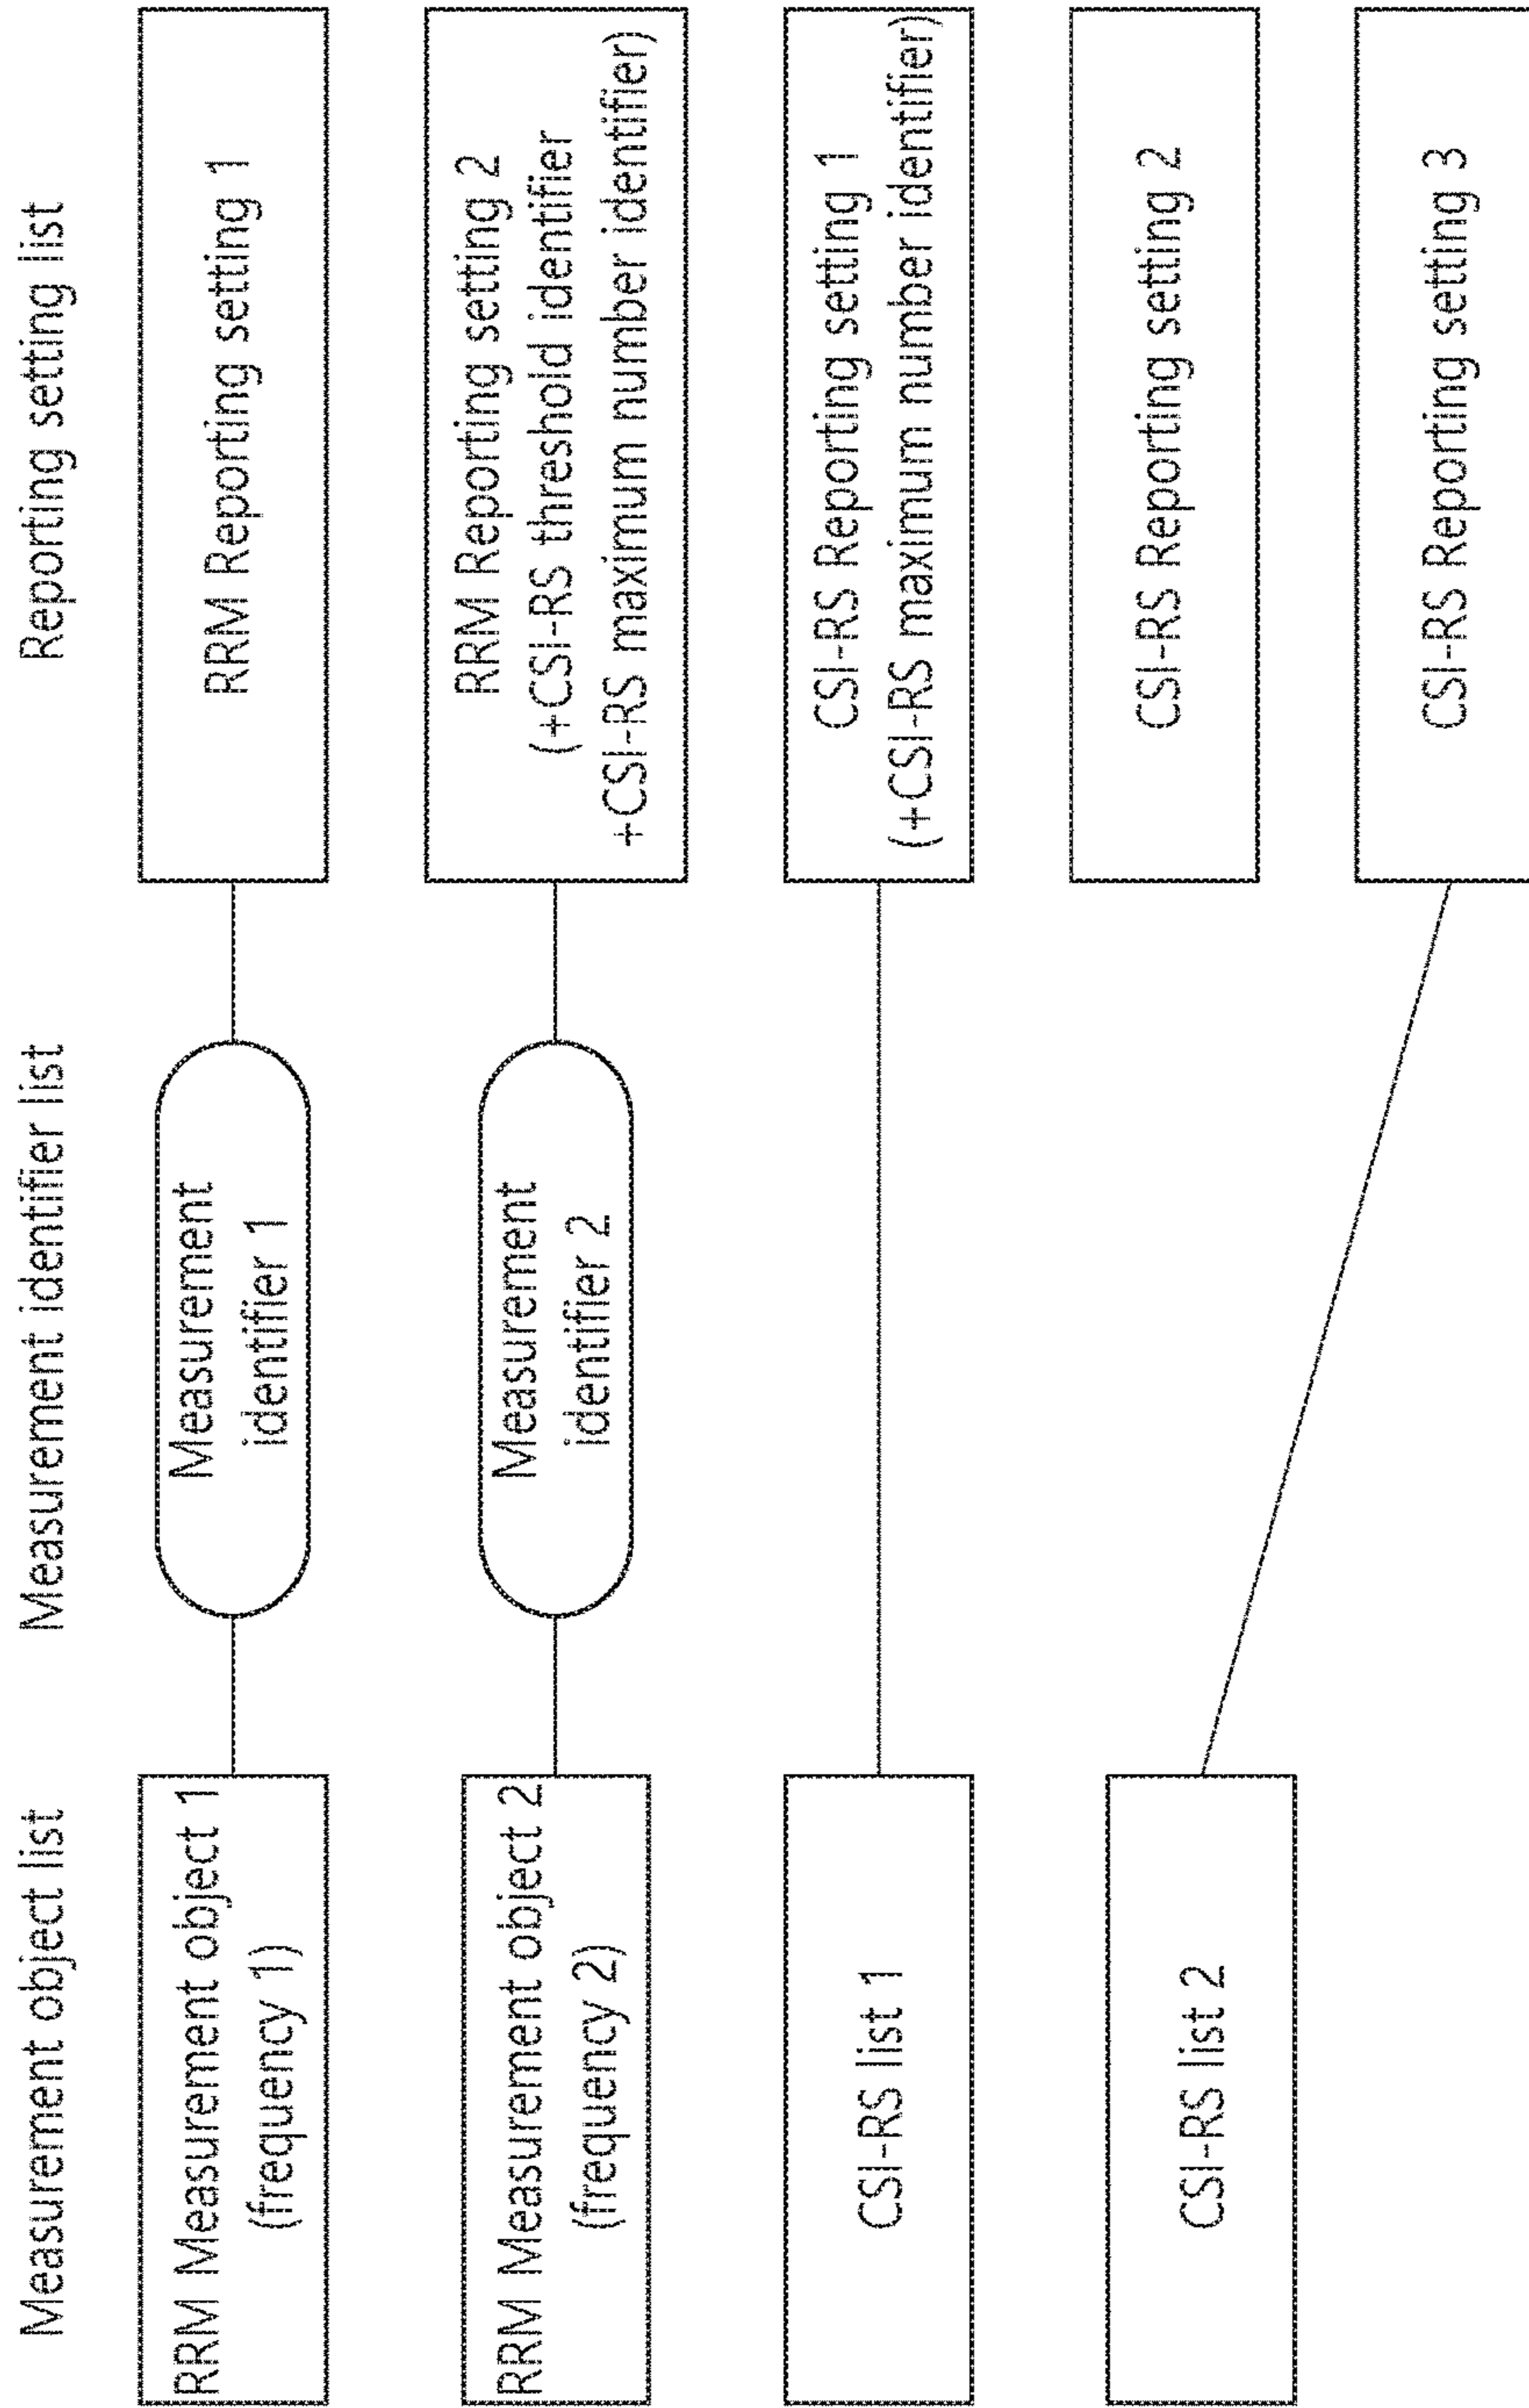 Measurement object list
Measurement identifier list
Reporting setting list
RRM Measurement object 1
(frequency 1)
Measurement
identifier 1
RRM Reporting setting 1
RRM Measurement object 2
(frequency 2)
Measurement
identifier 2
RRM Reporting setting 2
(+CSI-RS threshold identifier
+CSI-RS maximum number identifier)
CSI-RS list 1
CSI-RS Reporting setting 1
(+CSI-RS maximum number identifier)
CSI-RS list 2
CSI-RS Reporting setting 2
CSI-RS Reporting setting 3